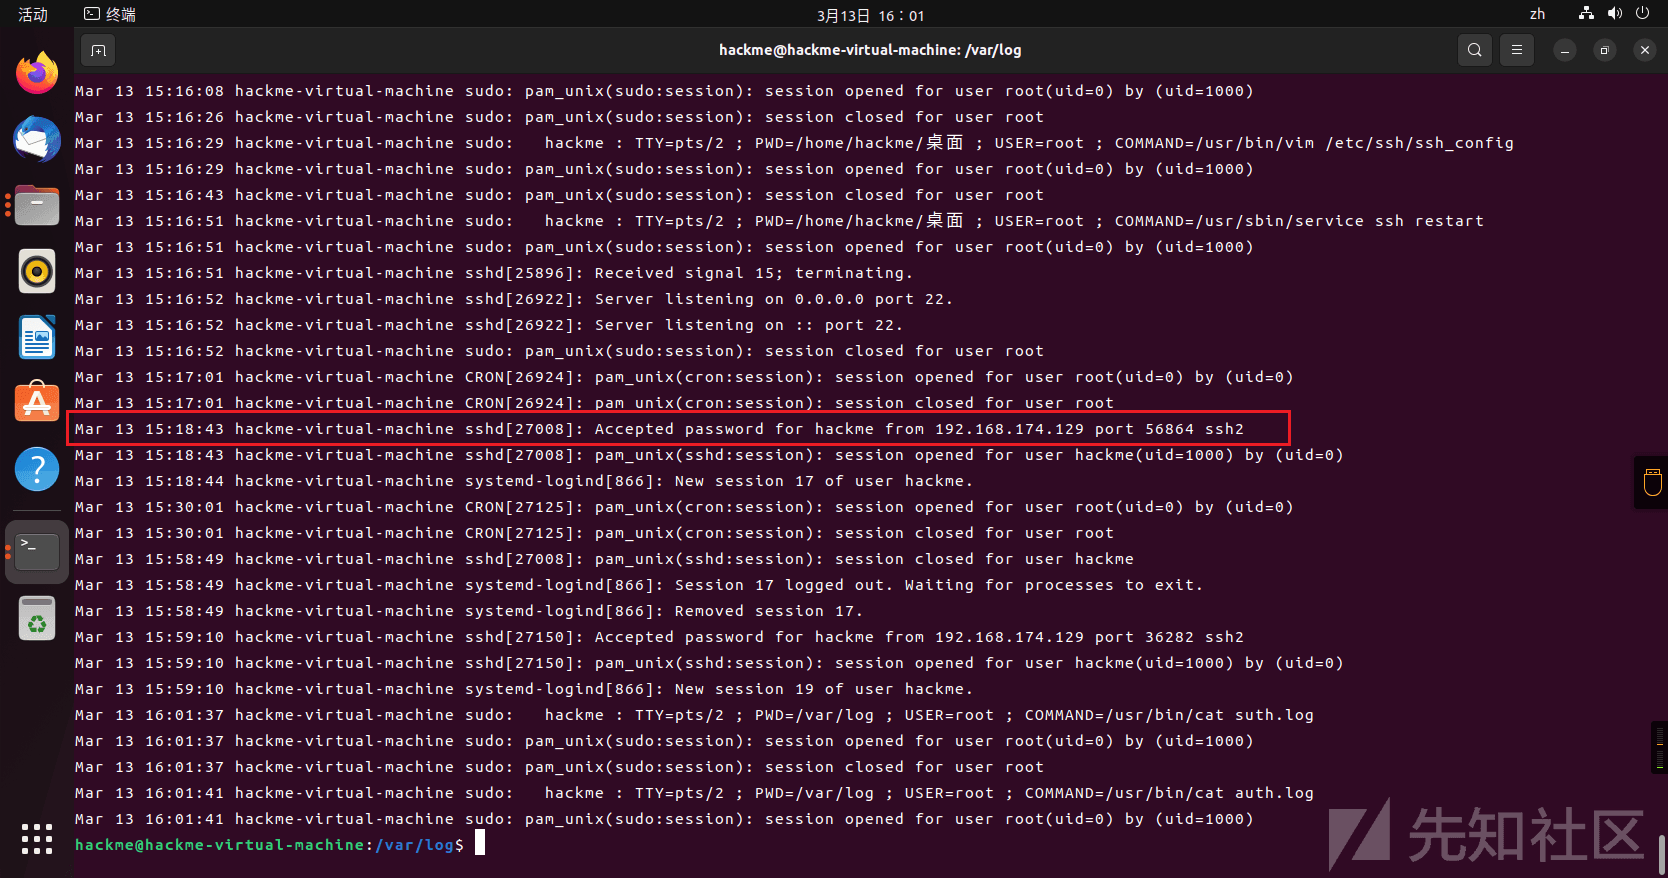 活动 终端 3月13日 16：01 zh
hackme@hackme-virtual-machine: /var/log
Mar 13 15:16:08 hackme-virtual-machine sudo: pam_unix(sudo:session): session opened for user root(uid=0) by (uid=1000)
Mar 13 15:16:26 hackme-virtual-machine sudo: pam_unix(sudo:session): session closed for user root
Mar 13 15:16:29 hackme-virtual-machine sudo:   hackme : TTY=pts/2 ; PWD=/home/hackme/桌面 ; USER=root ; COMMAND=/usr/bin/vim /etc/ssh/ssh_config
Mar 13 15:16:29 hackme-virtual-machine sudo: pam_unix(sudo:session): session opened for user root(uid=0) by (uid=1000)
Mar 13 15:16:43 hackme-virtual-machine sudo: pam_unix(sudo:session): session closed for user root
Mar 13 15:16:51 hackme-virtual-machine sudo:   hackme : TTY=pts/2 ; PWD=/home/hackme/桌面 ; USER=root ; COMMAND=/usr/sbin/service ssh restart
Mar 13 15:16:51 hackme-virtual-machine sudo: pam_unix(sudo:session): session opened for user root(uid=0) by (uid=1000)
Mar 13 15:16:51 hackme-virtual-machine sshd[25896]: Received signal 15; terminating.
Mar 13 15:16:52 hackme-virtual-machine sshd[26922]: Server listening on 0.0.0.0 port 22.
Mar 13 15:16:52 hackme-virtual-machine sshd[26922]: Server listening on :: port 22.
Mar 13 15:16:52 hackme-virtual-machine sudo: pam_unix(sudo:session): session closed for user root
Mar 13 15:17:01 hackme-virtual-machine CRON[26924]: pam_unix(cron:session): session opened for user root(uid=0) by (uid=0)
Mar 13 15:17:01 hackme-virtual-machine CRON[26924]: pam_unix(cron:session): session closed for user root
Mar 13 15:18:43 hackme-virtual-machine sshd[27008]: Accepted password for hackme from 192.168.174.129 port 56864 ssh2
Mar 13 15:18:43 hackme-virtual-machine sshd[27008]: pam_unix(sshd:session): session opened for user hackme(uid=1000) by (uid=0)
Mar 13 15:18:44 hackme-virtual-machine systemd-logind[866]: New session 17 of user hackme.
Mar 13 15:30:01 hackme-virtual-machine CRON[27125]: pam_unix(cron:session): session opened for user root(uid=0) by (uid=0)
Mar 13 15:30:01 hackme-virtual-machine CRON[27125]: pam_unix(cron:session): session closed for user root
Mar 13 15:58:49 hackme-virtual-machine sshd[27008]: pam_unix(sshd:session): session closed for user hackme
Mar 13 15:58:49 hackme-virtual-machine systemd-logind[866]: Session 17 logged out. Waiting for processes to exit.
Mar 13 15:58:49 hackme-virtual-machine systemd-logind[866]: Removed session 17.
Mar 13 15:59:10 hackme-virtual-machine sshd[27150]: Accepted password for hackme from 192.168.174.129 port 36282 ssh2
Mar 13 15:59:10 hackme-virtual-machine sshd[27150]: pam_unix(sshd:session): session opened for user hackme(uid=1000) by (uid=0)
Mar 13 15:59:10 hackme-virtual-machine systemd-logind[866]: New session 19 of user hackme.
Mar 13 16:01:37 hackme-virtual-machine sudo:   hackme : TTY=pts/2 ; PWD=/var/log ; USER=root ; COMMAND=/usr/bin/cat suth.log
Mar 13 16:01:37 hackme-virtual-machine sudo: pam_unix(sudo:session): session opened for user root(uid=0) by (uid=1000)
Mar 13 16:01:37 hackme-virtual-machine sudo: pam_unix(sudo:session): session closed for user root
Mar 13 16:01:41 hackme-virtual-machine sudo:   hackme : TTY=pts/2 ; PWD=/var/log ; USER=root ; COMMAND=/usr/bin/cat auth.log
Mar 13 16:01:41 hackme-virtual-machine sudo: pam_unix(sudo:session): session opened for user root(uid=0) by (uid=1000)
hackme@hackme-virtual-machine:/var/log$
先知社区